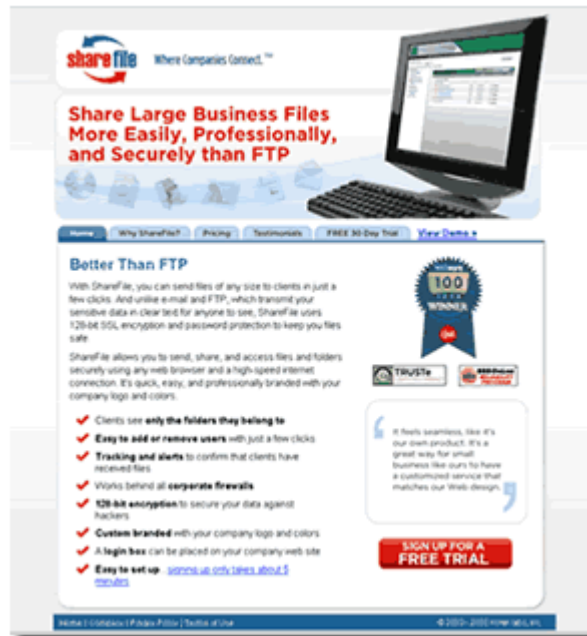 sharefile Where Companies Connect.™
Share Large Business Files
More Easily, Professionally,
and Securely than FTP
Home Why ShareFile? Pricing Testimonials FREE 30-Day Trial View Demo »
Better Than FTP
With ShareFile, you can send files of any size to clients in just a
few clicks. And unlike e-mail and FTP, which transmit your
sensitive data in clear text for anyone to see, ShareFile uses
128-bit SSL encryption and password protection to keep you files
safe
ShareFile allows you to send, share, and access files and folders
securely using any web browser and a high-speed internet
connection. It's quick, easy, and professionally branded with your
company logo and colors.
Clients see only the folders they belong to
Easy to add or remove users with just a few clicks
Tracking and alerts to confirm that clients have
received files
Works behind all corporate firewalls
128-bit encryption to secure your data against
hackers
Custom branded with your company logo and colors
A login box can be placed on your company web site
Easy to set up... signing up only takes about 5
minutes
100
WINNER
TRUSTe
It feels seamless, like it's
our own product. It's a
great way for small
business like ours to have
a customized service that
matches our Web design.
SIGN UP FOR A
FREE TRIAL
Home | | Privacy Policy | Terms of Use